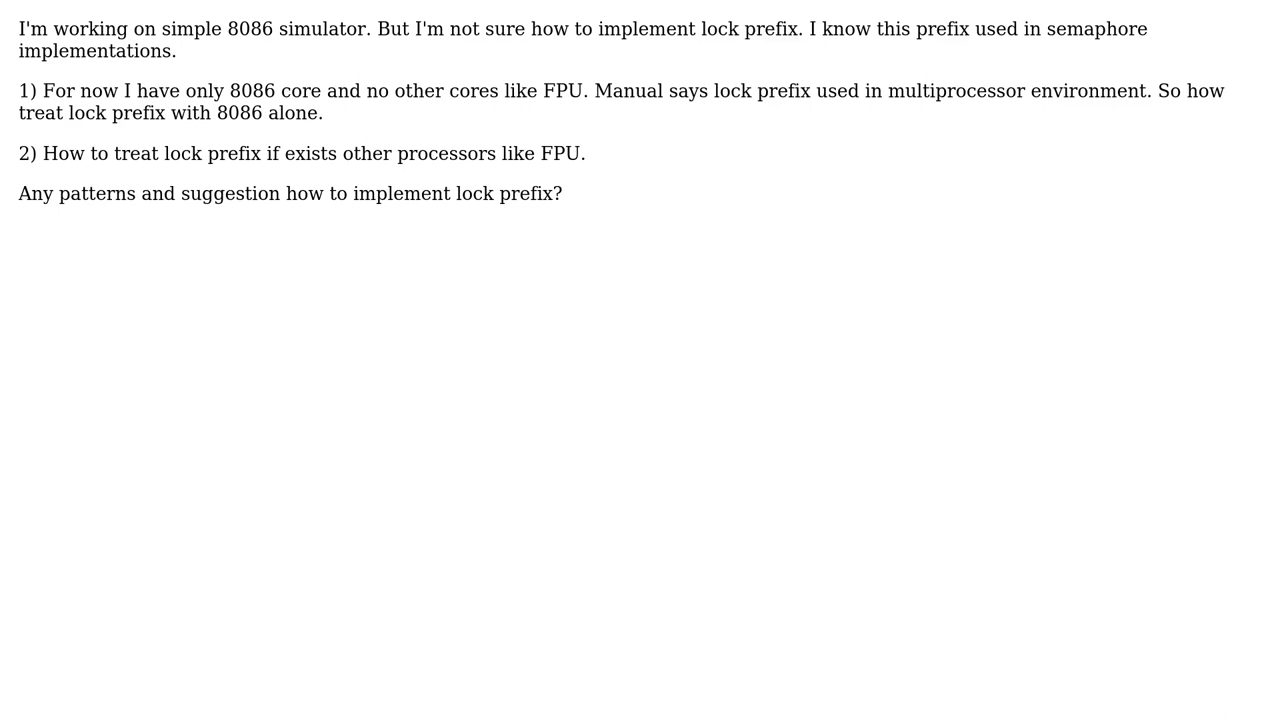 I'm working on simple 8086 simulator. But I'm not sure how to implement lock prefix. I know this prefix used in semaphore
implementations.
1) For now I have only 8086 core and no other cores like FPU. Manual says lock prefix used in multiprocessor environment. So how
treat lock prefix with 8086 alone.
2) How to treat lock prefix if exists other processors like FPU.
Any patterns and suggestion how to implement lock prefix?